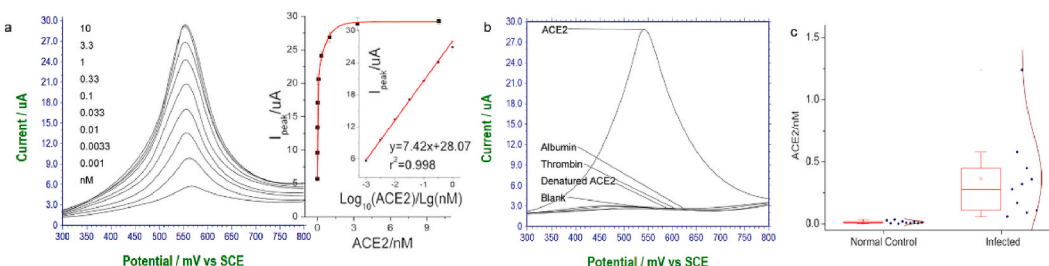 a
Current / uA
30.0
27.0
24.0
21.0
18.0
15.0
12.0
9.0
6.0
3.0
0.0
10
3.3
1
0.33
0.1
0.033
0.01
0.0033
0.001
nM
300 350 400 450 500 550 600 650 700 750 800
Potential / mV vs SCE
I peak/uA
30
25
20
15
10
5
0
0 3 6 9
ACE2/nM
I peak/uA
30
24
18
12
6
y=7.42x+28.07
r²=0.998
-3 -2 -1 0
Log10(ACE2)/Lg(nM)
b
Current / uA
30.0
27.0
24.0
21.0
18.0
15.0
12.0
9.0
6.0
3.0
0.0
ACE2
Albumin
Thrombin
Denatured ACE2
Blank
300 350 400 450 500 550 600 650 700 750 800
Potential / mV vs SCE
c
ACE2/nM
1.5
1.0
0.5
0.0
Normal Control Infected